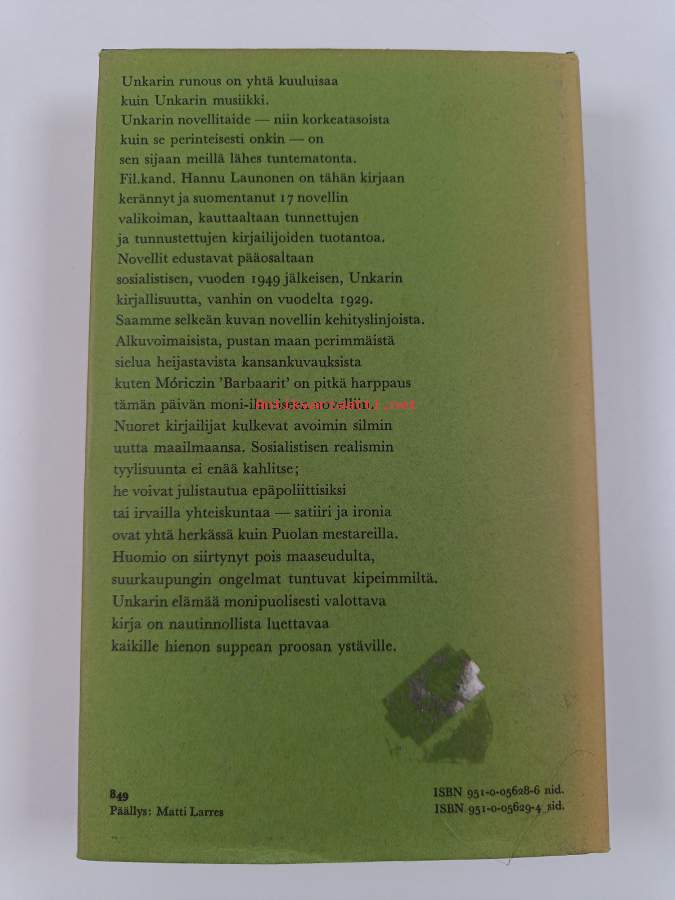 Unkarin runous on yhtä kuuluisaa
kuin Unkarin musiikki.
Unkarin novellitaide — niin korkeatasoista
kuin se perinteisesti onkin — on
sen sijaan meillä lähes tuntematonta.
Fil.kand. Hannu Launonen on tähän kirjaan
kerännyt ja suomentanut 17 novellin
valikoiman, kauttaaltaan tunnettujen
ja tunnustettujen kirjailijoiden tuotantoa.
Novellit edustavat pääosaltaan
sosialistisen, vuoden 1949 jälkeisen, Unkarin
kirjallisuutta, vanhin on vuodelta 1929.
Saamme selkeän kuvan novellin kehityslinjoista.
Alkuvoimaisista, pustan maan perimmäistä
sielua heijastavista kansankuvauksista
kuten Móriczin 'Barbaarit' on pitkä harppaus
tämän päivän moni-ilmeiseen novelliin.
Nuoret kirjailijat kulkevat avoimin silmin
uutta maailmaansa. Sosialistisen realismin
tyylisuunta ei enää kahlitse;
he voivat julistautua epäpoliittisiksi
tai irvailla yhteiskuntaa — satiiri ja ironia
ovat yhtä herkässä kuin Puolan mestareilla.
Huomio on siirtynyt pois maaseudulta,
suurkaupungin ongelmat tuntuvat kipeimmiltä.
Unkarin elämää monipuolisesti valottava
kirja on nautinnollista luettavaa
kaikille hienon suppean proosan ystäville.
849
Päällys: Matti Larres
ISBN 951-0-05628-6 nid.
ISBN 951-0-05629-4 sid.